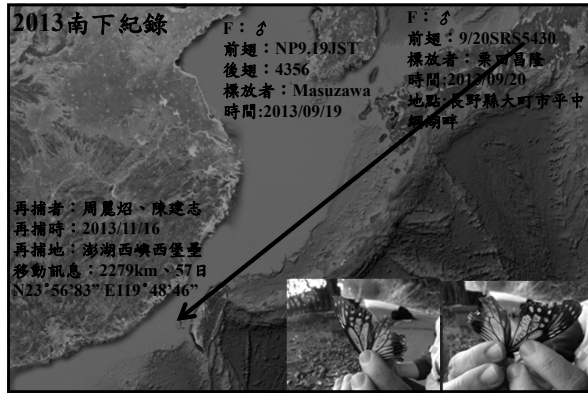 2013南下紀錄
F：♂
前翅：NP9.19JST
後翅：4356
標放者：Masuzawa
時間:2013/09/19
F：♂
前翅：9/20SRS5430
標放者：栗田昌隆
時間:2013/09/20
地點:長野縣大町市平中
綱湖畔
再捕者：周麗炤、陳建志
再捕時：2013/11/16
再捕地：澎湖西嶼西堡壘
移動訊息：2279km、57日
N23°56’83” E119°48’46”